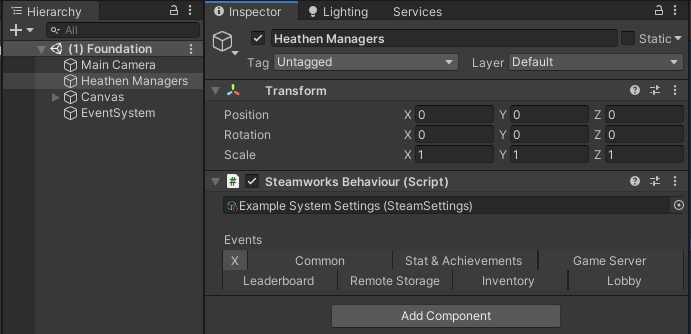 Hierarchy
All
(1) Foundation
Main Camera
Heathen Managers
Canvas
EventSystem
Inspector Lighting Services
Heathen Managers Static
Tag Untagged Layer Default
Transform
Position X 0 Y 0 Z 0
Rotation X 0 Y 0 Z 0
Scale X 1 Y 1 Z 1
# Steamworks Behaviour (Script)
Example System Settings (SteamSettings)
Events
X Common Stat & Achievements Game Server
Leaderboard Remote Storage Inventory Lobby
Add Component